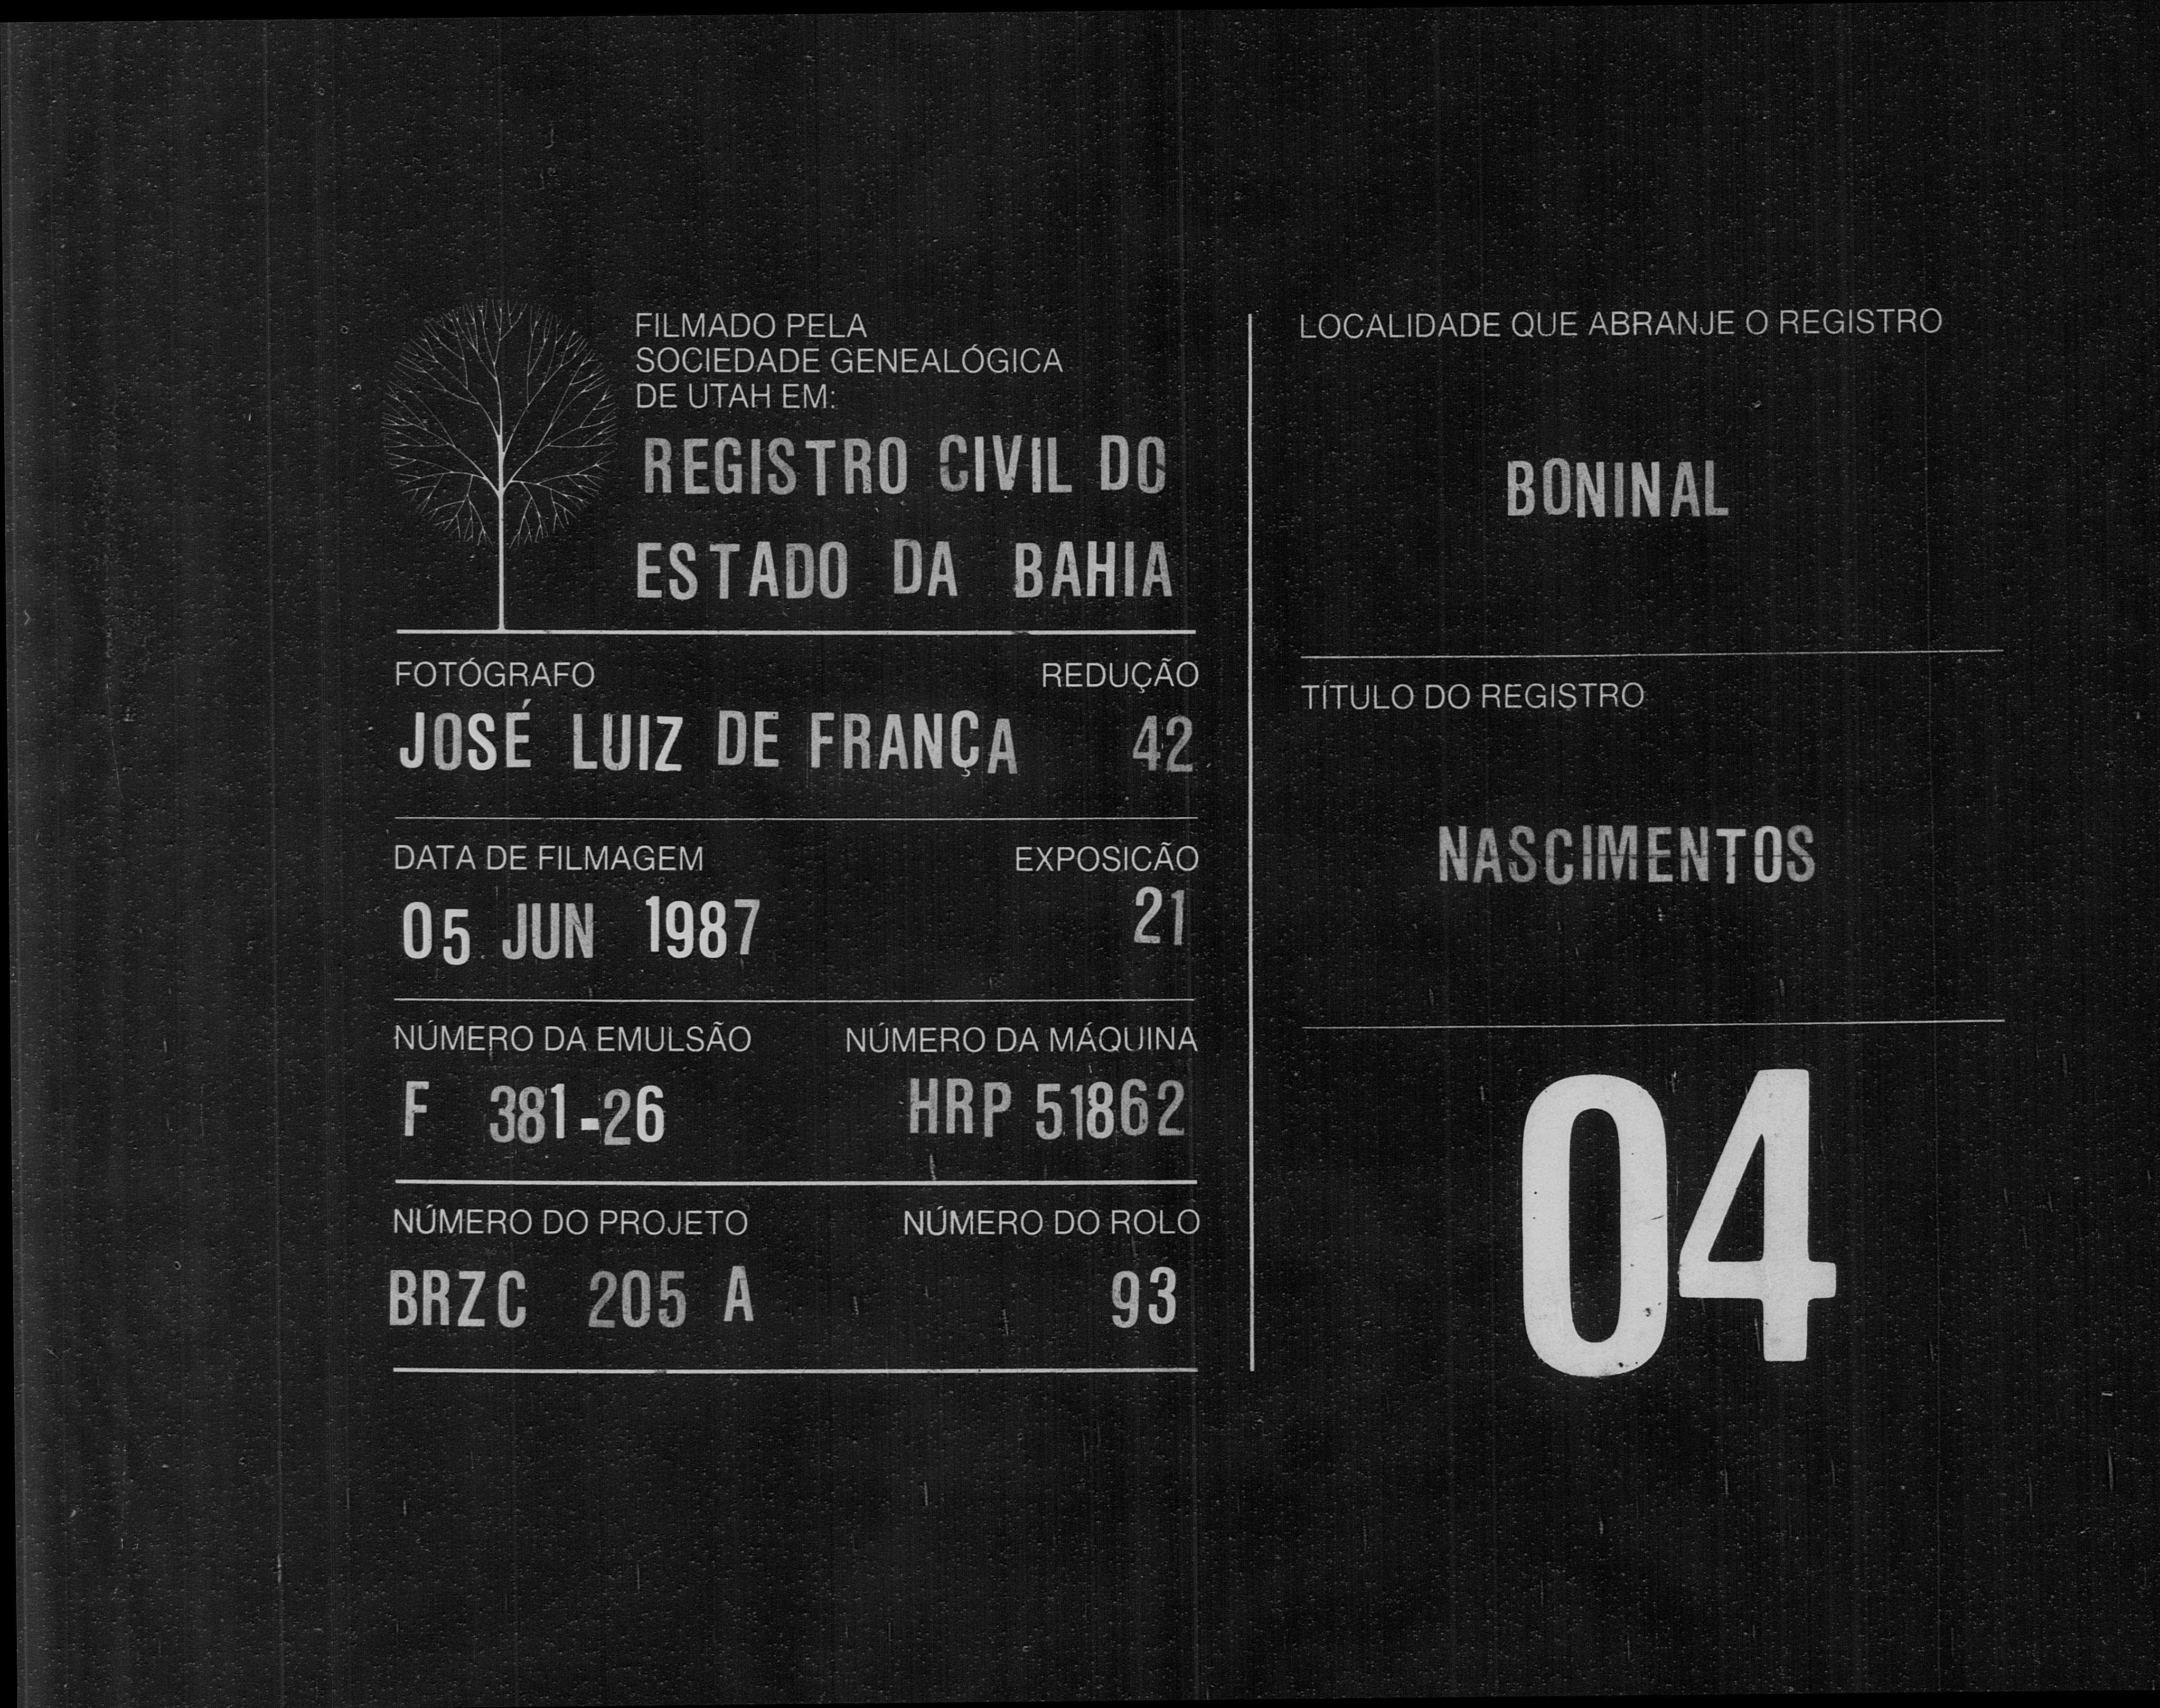 FILMADO PELA
SOCIEDADE GENEALÓGICA
DE UTAH EM:
REGISTRO CIVIL DO
ESTADO DA BAHIA
FOTÓGRAFO REDUÇÃO
JOSÉ LUIZ DE FRANÇA 42
DATA DE FILMAGEM EXPOSICÃO
05 JUN 1987 21
NÚMERO DA EMULSÃO NÚMERO DA MÁQUINA
F 381-26 HRP 51862
NÚMERO DO PROJETO NÚMERO DO ROLO
BRZC 205 A 93
LOCALIDADE QUE ABRANJE O REGISTRO
BONINAL
TÍTULO DO REGISTRO
NASCIMENTOS
04